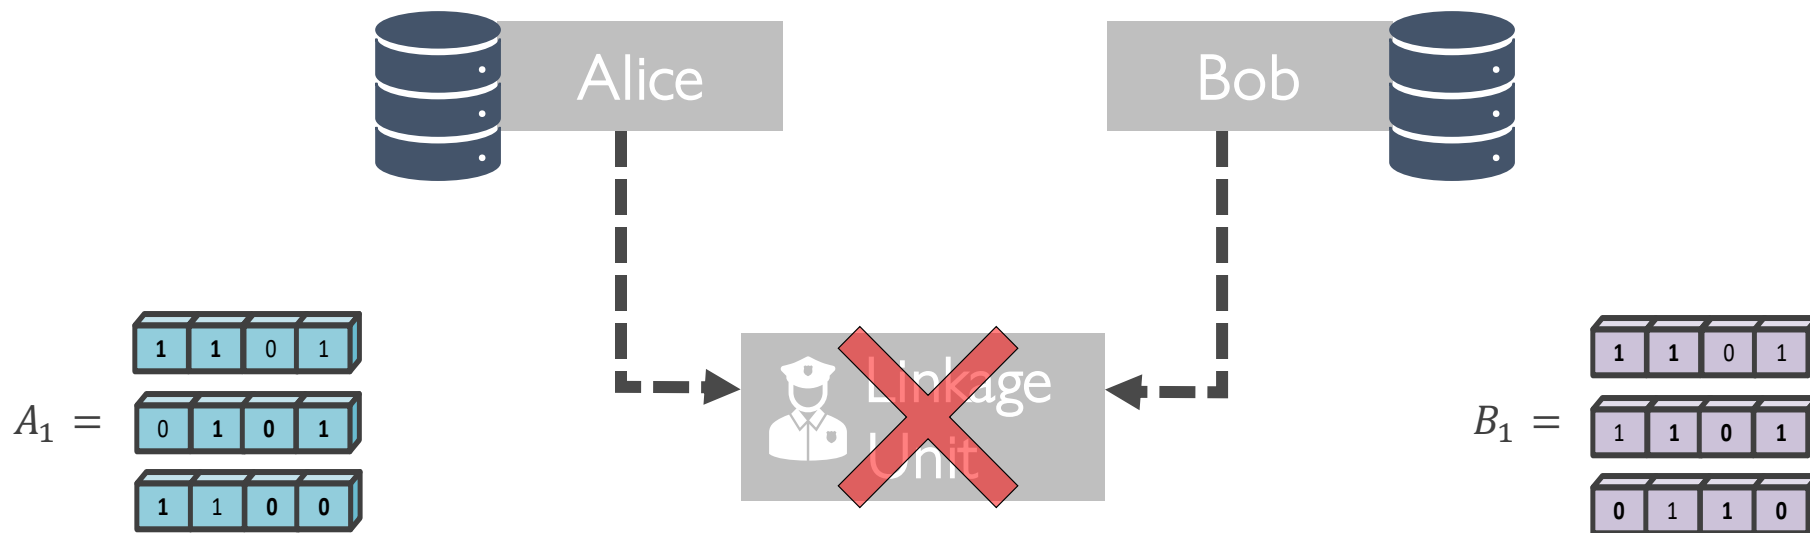 Alice
Bob
Linkage
Unit
A₁ =
1 1 0 1
0 1 0 1
1 1 0 0
B₁ =
1 1 0 1
1 1 0 1
0 1 1 0